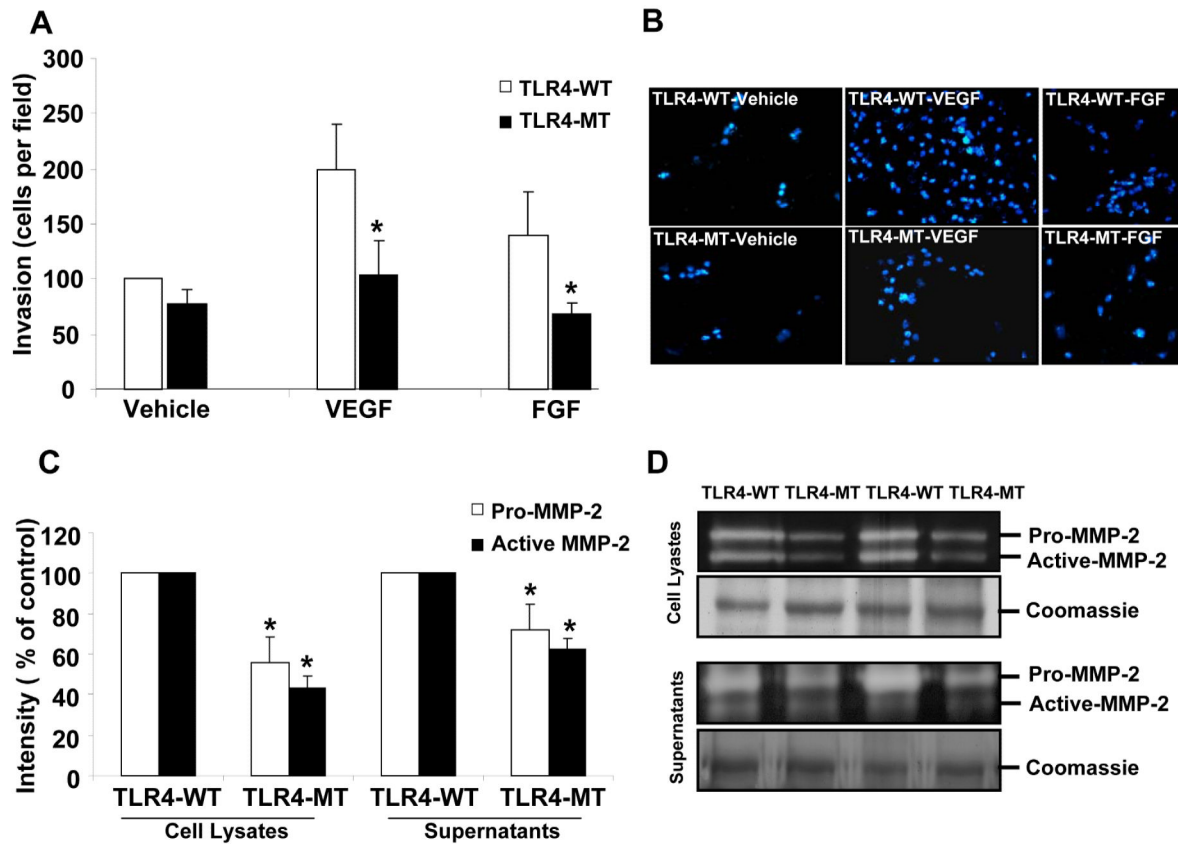 A
Invasion (cells per field)
300
250
200
150
100
50
0
TLR4-WT
TLR4-MT
*
*
Vehicle VEGF FGF
B
TLR4-WT-Vehicle TLR4-WT-VEGF TLR4-WT-FGF
TLR4-MT-Vehicle TLR4-MT-VEGF TLR4-MT-FGF
C
Intensity ( % of control)
120
100
80
60
40
20
0
Pro-MMP-2
Active MMP-2
* * * *
TLR4-WT TLR4-MT TLR4-WT TLR4-MT
Cell Lysates Supernatants
D
TLR4-WT TLR4-MT TLR4-WT TLR4-MT
Cell Lyastes
Pro-MMP-2
Active-MMP-2
Coomassie
Supernatants
Pro-MMP-2
Active-MMP-2
Coomassie